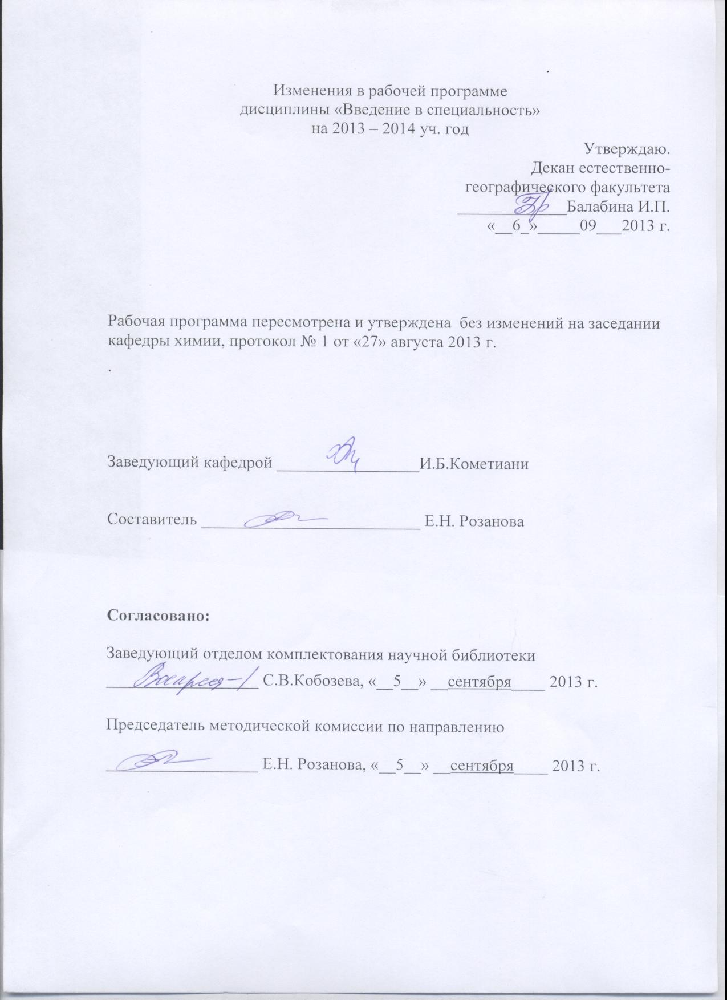 Изменения в рабочей программе
дисциплины «Введение в специальность»
на 2013 – 2014 уч. год
Утверждаю.
Декан естественно-
географического факультета
_____________Балабина И.П.
«__6_»_____09___2013 г.
Рабочая программа пересмотрена и утверждена без изменений на заседании
кафедры химии, протокол № 1 от «27» августа 2013 г.
.
Заведующий кафедрой _________________И.Б.Кометиани
Составитель __________________________ Е.Н. Розанова
Согласовано:
Заведующий отделом комплектования научной библиотеки
__________________ С.В.Кобозева, «__5__» __сентября____ 2013 г.
Председатель методической комиссии по направлению
__________________ Е.Н. Розанова, «__5__» __сентября____ 2013 г.